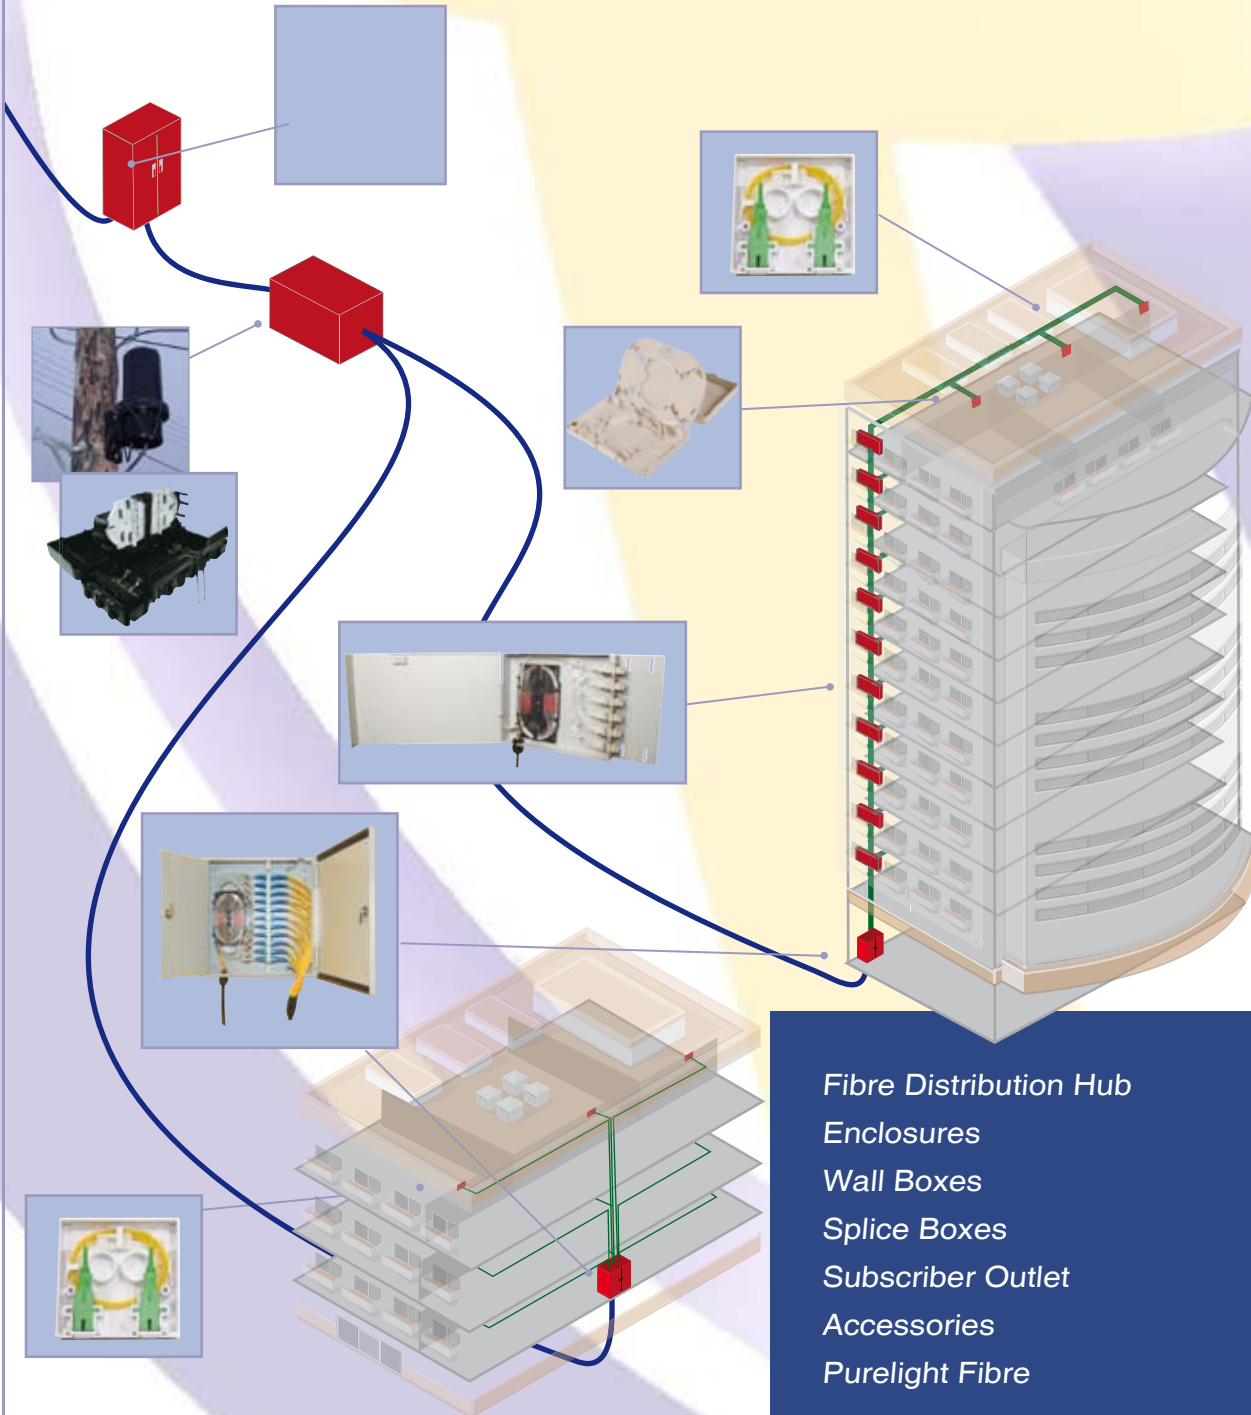 Fibre Distribution Hub
Enclosures
Wall Boxes
Splice Boxes
Subscriber Outlet
Accessories
Purelight Fibre